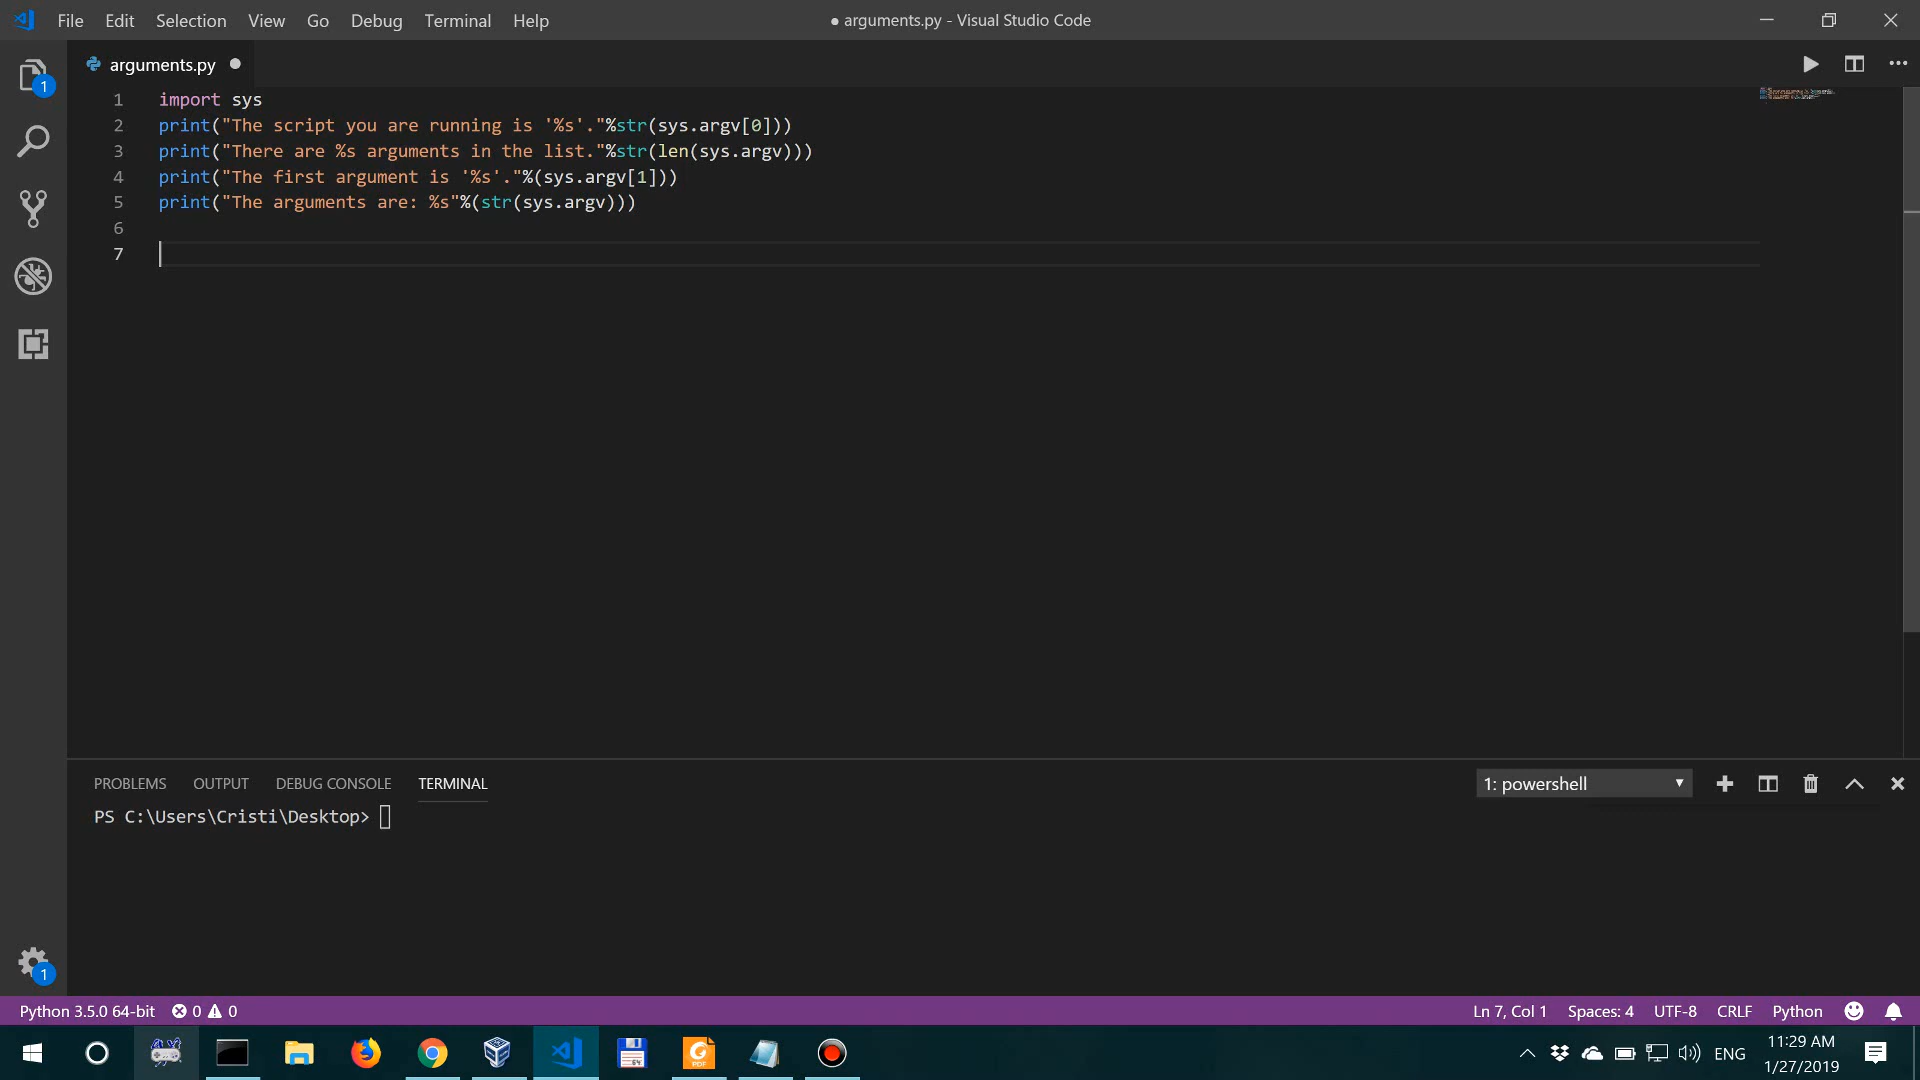 File Edit Selection View Go Debug Terminal Help ● arguments.py - Visual Studio Code
arguments.py
1
1 import sys
2 print("The script you are running is '%s'."%str(sys.argv[0]))
3 print("There are %s arguments in the list."%str(len(sys.argv)))
4 print("The first argument is '%s'."%(sys.argv[1]))
5 print("The arguments are: %s"%(str(sys.argv)))
6
7
PROBLEMS OUTPUT DEBUG CONSOLE TERMINAL 1: powershell
PS C:\Users\Cristi\Desktop>
1
Python 3.5.0 64-bit 0 0 Ln 7, Col 1 Spaces: 4 UTF-8 CRLF Python
64 PDF ENG 11:29 AM
1/27/2019